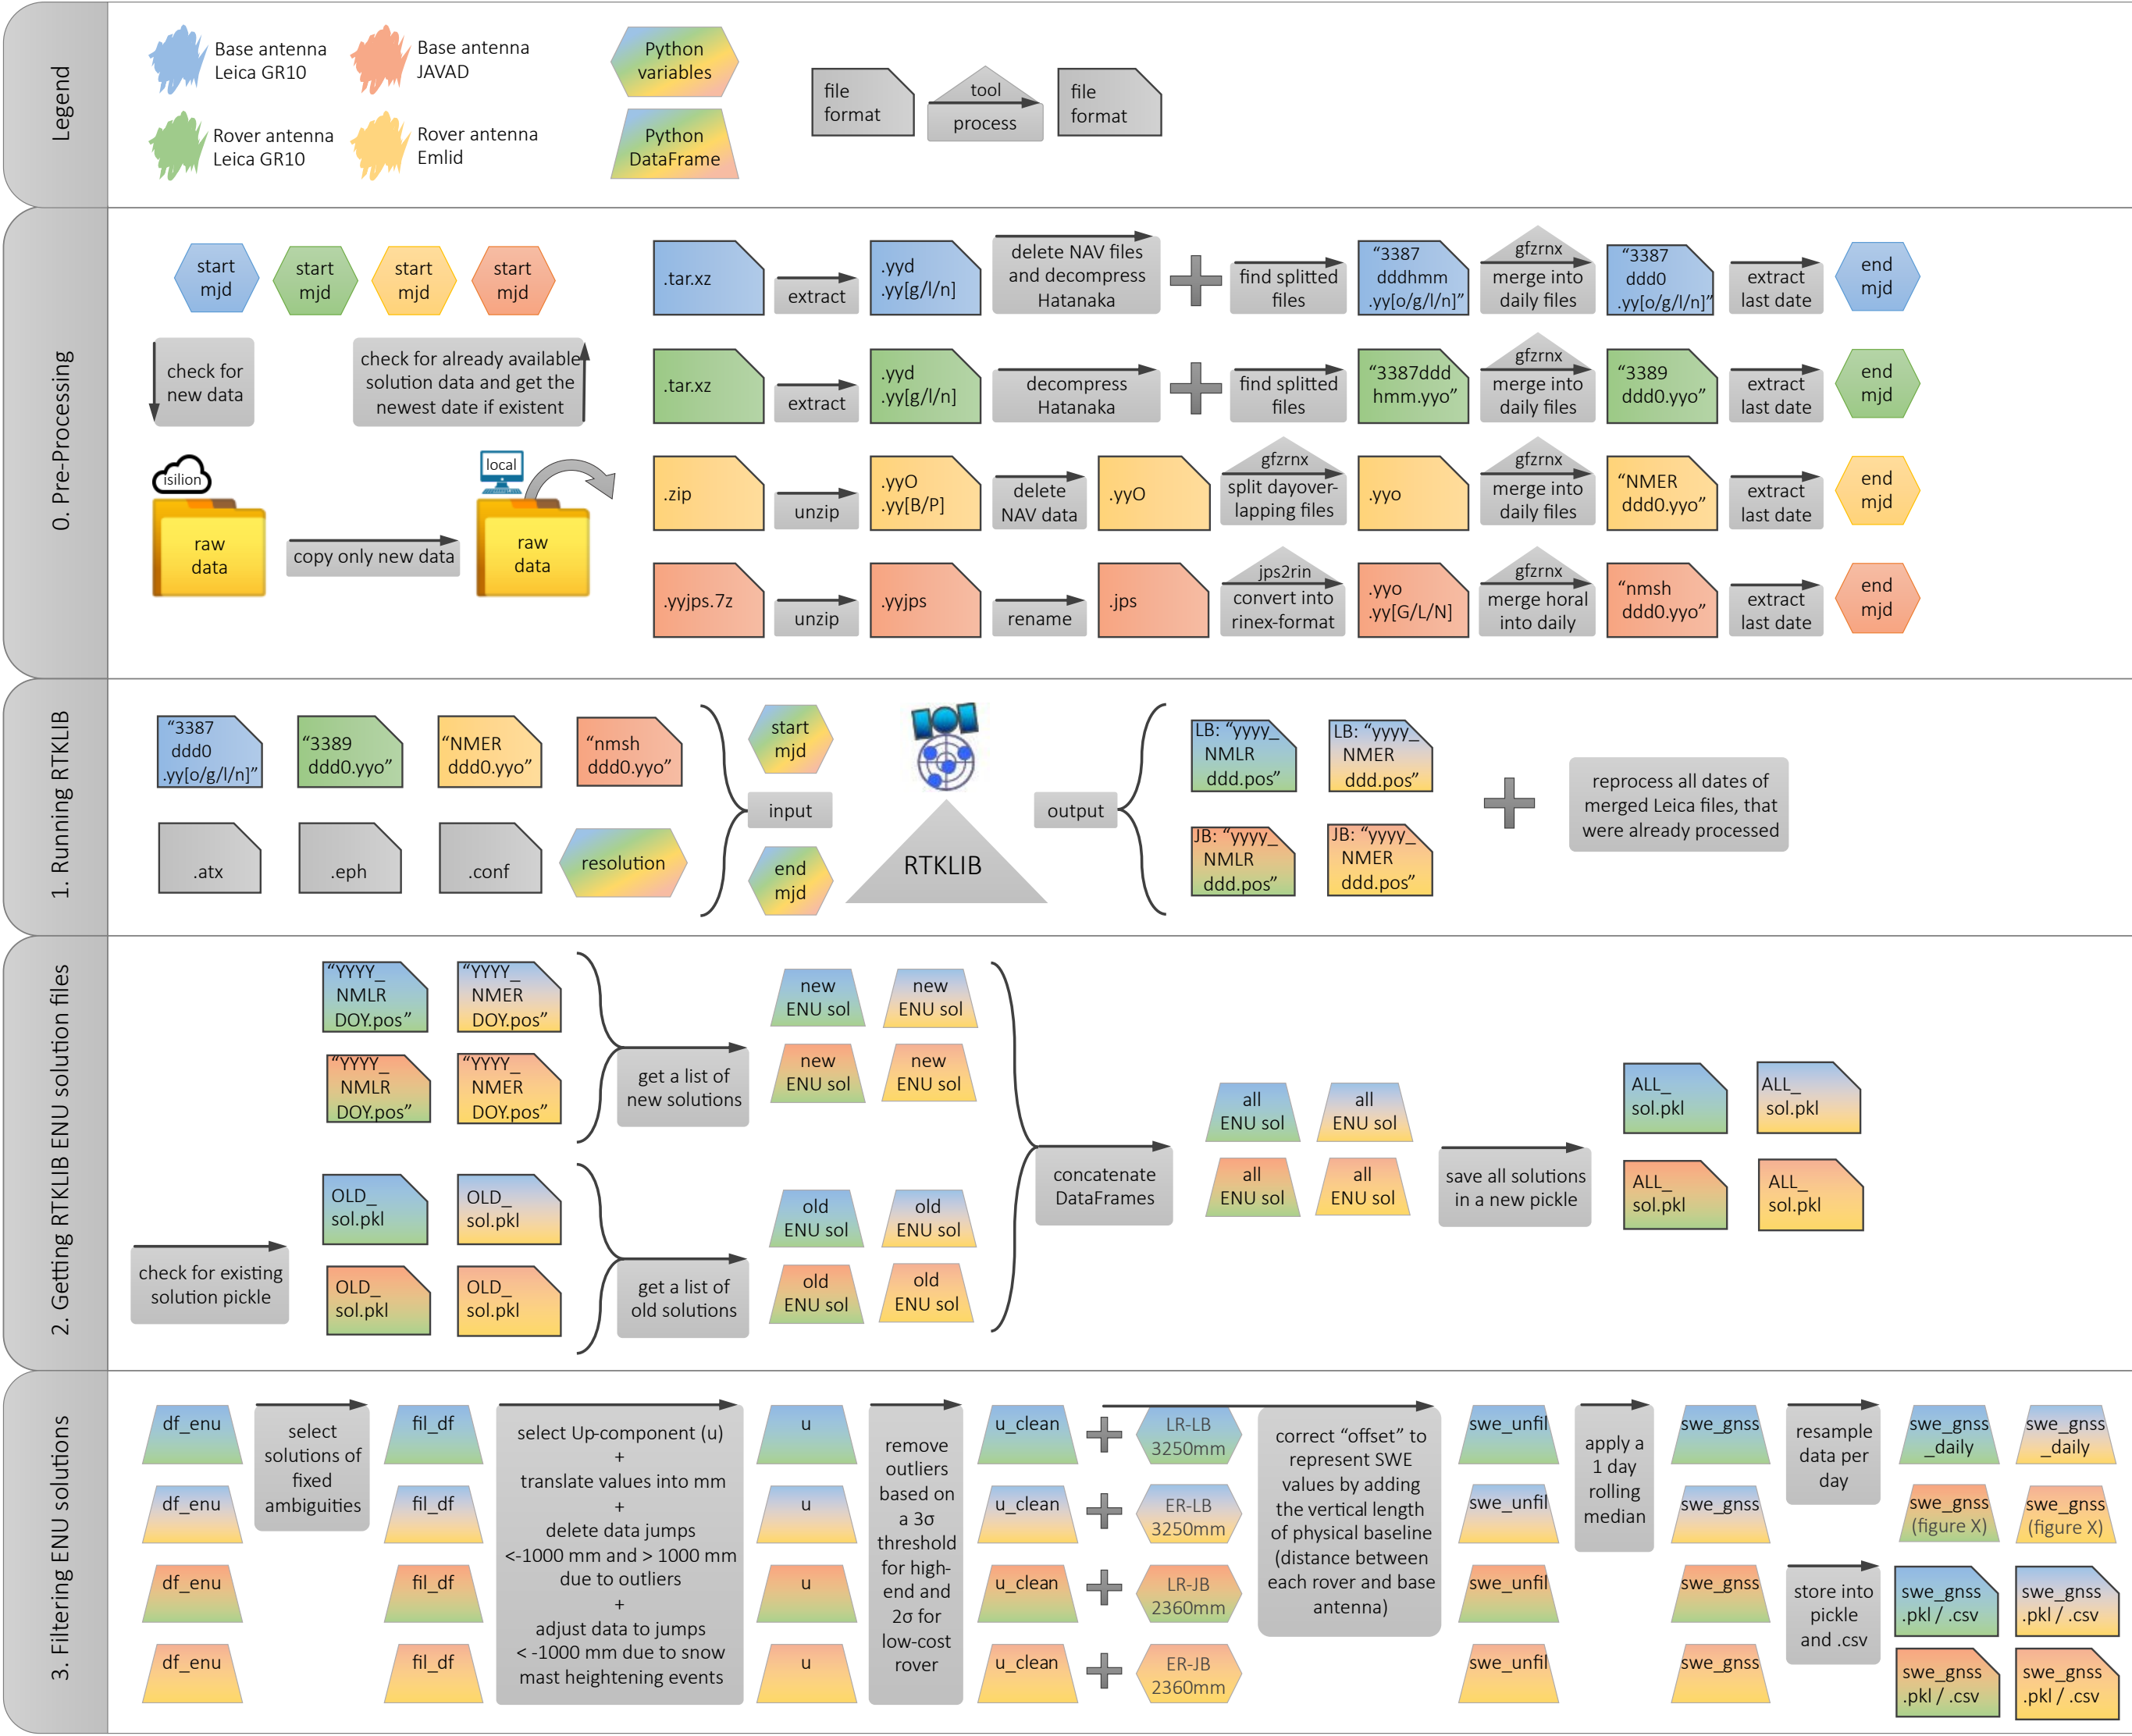 Legend
Base antenna
Leica GR10
Base antenna
JAVAD
Rover antenna
Leica GR10
Rover antenna
Emlid
Python
variables
Python
DataFrame
file
format
tool
process
file
format
0. Pre-Processing
start
mjd
start
mjd
start
mjd
start
mjd
check for
new data
check for already available
solution data and get the
newest date if existent
isilion
raw
data
copy only new data
local
raw
data
.tar.xz
extract
.yyd
.yy[g/l/n]
delete NAV files
and decompress
Hatanaka
find splitted
files
“3387
dddhmm
.yy[o/g/l/n]”
gfzrnx
merge into
daily files
“3387
ddd0
.yy[o/g/l/n]”
extract
last date
end
mjd
.tar.xz
extract
.yyd
.yy[g/l/n]
decompress
Hatanaka
find splitted
files
“3387ddd
hmm.yyo”
gfzrnx
merge into
daily files
“3389
ddd0.yyo”
extract
last date
end
mjd
.zip
unzip
.yyO
.yy[B/P]
delete
NAV data
.yyO
gfzrnx
split dayover-
lapping files
.yyo
gfzrnx
merge into
daily files
“NMER
ddd0.yyo”
extract
last date
end
mjd
.yyjps.7z
unzip
.yyjps
rename
.jps
jps2rin
convert into
rinex-format
.yyo
.yy[G/L/N]
gfzrnx
merge horal
into daily
“nmsh
ddd0.yyo”
extract
last date
end
mjd
1. Running RTKLIB
“3387
ddd0
.yy[o/g/l/n]”
“3389
ddd0.yyo”
“NMER
ddd0.yyo”
“nmsh
ddd0.yyo”
.atx
.eph
.conf
resolution
start
mjd
input
end
mjd
RTKLIB
output
LB: “yyyy_
NMLR
ddd.pos”
LB: “yyyy_
NMER
ddd.pos”
JB: “yyyy_
NMLR
ddd.pos”
JB: “yyyy_
NMER
ddd.pos”
reprocess all dates of
merged Leica files, that
were already processed
2. Getting RTKLIB ENU solution files
“YYYY_
NMLR
DOY.pos”
“YYYY_
NMER
DOY.pos”
“YYYY_
NMLR
DOY.pos”
“YYYY_
NMER
DOY.pos”
get a list of
new solutions
new
ENU sol
new
ENU sol
new
ENU sol
new
ENU sol
check for existing
solution pickle
OLD_
sol.pkl
OLD_
sol.pkl
OLD_
sol.pkl
OLD_
sol.pkl
get a list of
old solutions
old
ENU sol
old
ENU sol
old
ENU sol
old
ENU sol
concatenate
DataFrames
all
ENU sol
all
ENU sol
all
ENU sol
all
ENU sol
save all solutions
in a new pickle
ALL_
sol.pkl
ALL_
sol.pkl
ALL_
sol.pkl
ALL_
sol.pkl
3. Filtering ENU solutions
df_enu
df_enu
df_enu
df_enu
select
solutions of
fixed
ambiguities
fil_df
fil_df
fil_df
fil_df
select Up-component (u)
+
translate values into mm
+
delete data jumps
<-1000 mm and > 1000 mm
due to outliers
+
adjust data to jumps
< -1000 mm due to snow
mast heightening events
u
u
u
u
remove
outliers
based on
a 3σ
threshold
for high-
end and
2σ for
low-cost
rover
u_clean
u_clean
u_clean
u_clean
LR-LB
3250mm
ER-LB
3250mm
LR-JB
2360mm
ER-JB
2360mm
correct “offset” to
represent SWE
values by adding
the vertical length
of physical baseline
(distance between
each rover and base
antenna)
swe_unfil
swe_unfil
swe_unfil
swe_unfil
apply a
1 day
rolling
median
swe_gnss
swe_gnss
swe_gnss
swe_gnss
resample
data per
day
swe_gnss
_daily
swe_gnss
_daily
swe_gnss
(figure X)
swe_gnss
(figure X)
store into
pickle
and .csv
swe_gnss
.pkl / .csv
swe_gnss
.pkl / .csv
swe_gnss
.pkl / .csv
swe_gnss
.pkl / .csv